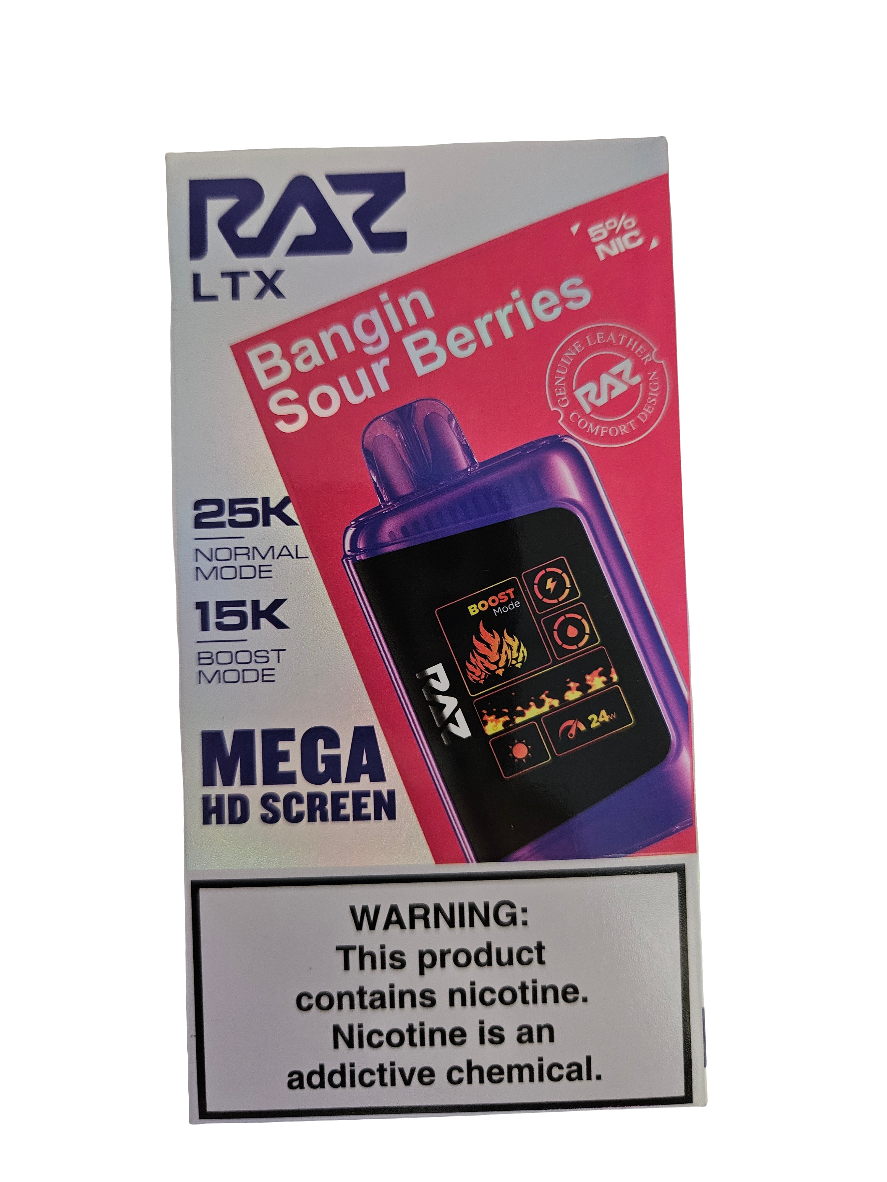 RAZ
LTX
5%
NIC
Bangin
Sour Berries
GENUINE LEATHER
RAZ
COMFORT DESIGN
25K
NORMAL
MODE
15K
BOOST
MODE
MEGA
HD SCREEN
BOOST
Mode
RAZ
24W
WARNING:
This product
contains nicotine.
Nicotine is an
addictive chemical.